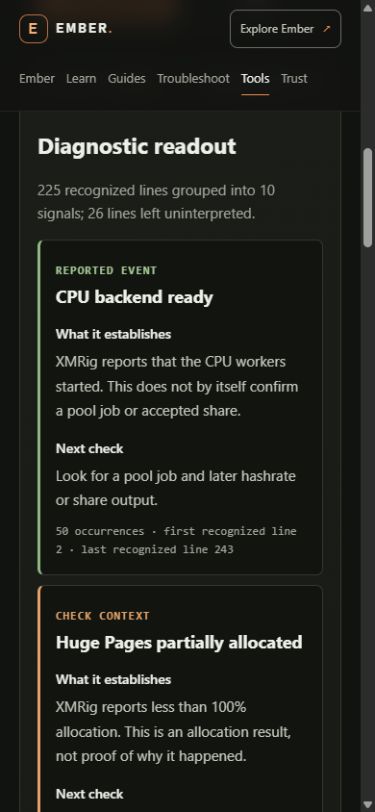 E EMBER.
Explore Ember ↗
Ember Learn Guides Troubleshoot Tools Trust
Diagnostic readout
225 recognized lines grouped into 10
signals; 26 lines left uninterpreted.
REPORTED EVENT
CPU backend ready
What it establishes
XMRig reports that the CPU workers
started. This does not by itself confirm
a pool job or accepted share.
Next check
Look for a pool job and later hashrate
or share output.
50 occurrences · first recognized line
2 · last recognized line 243
CHECK CONTEXT
Huge Pages partially allocated
What it establishes
XMRig reports less than 100%
allocation. This is an allocation result,
not proof of why it happened.
Next check